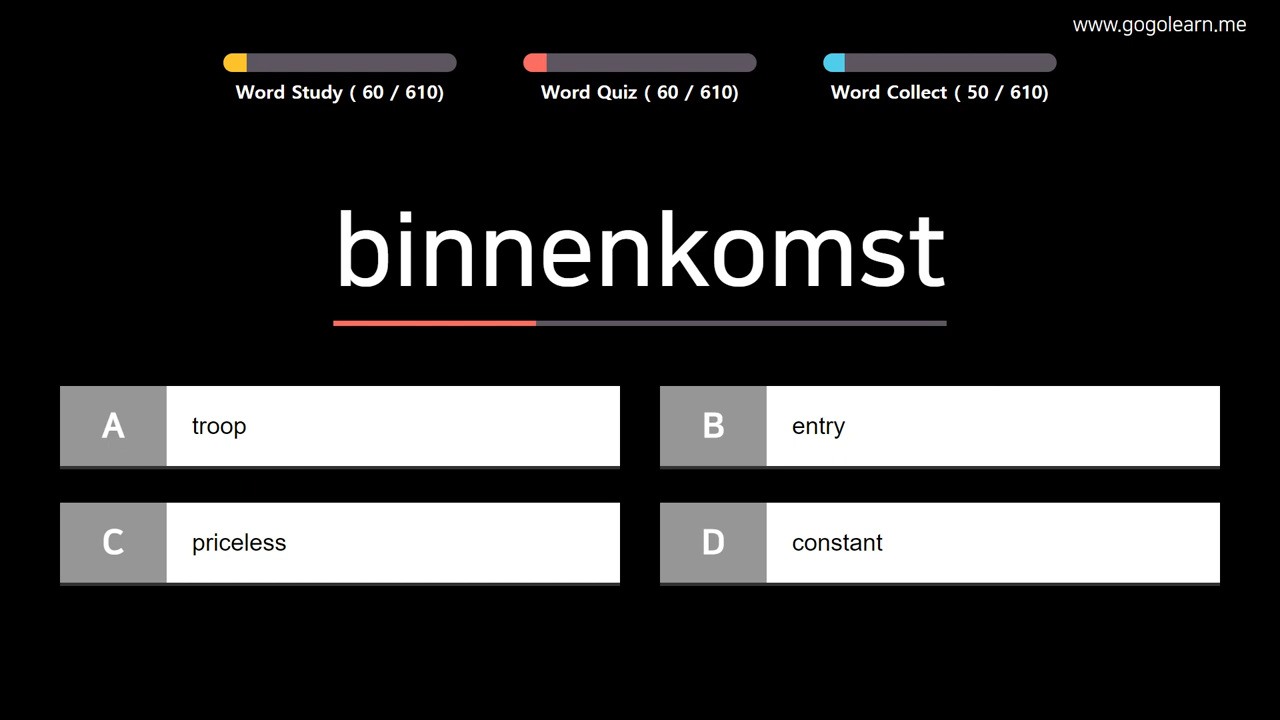 www.gogolearn.me
Word Study ( 60 / 610)
Word Quiz ( 60 / 610)
Word Collect ( 50 / 610)
binnenkomst
A troop
B entry
C priceless
D constant